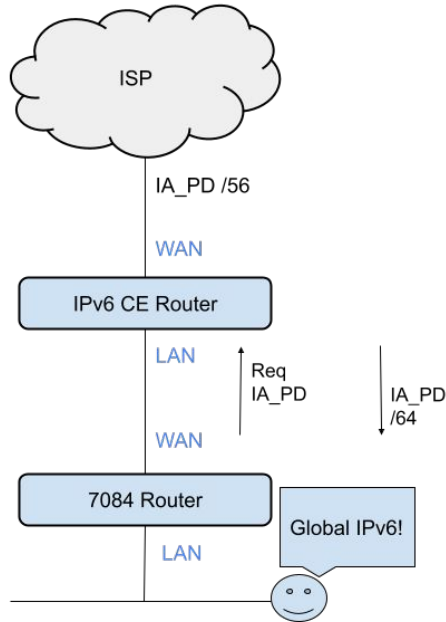 ISP
IA_PD /56
WAN
IPv6 CE Router
LAN
Req
IA_PD
IA_PD
/64
WAN
7084 Router
Global IPv6!
LAN